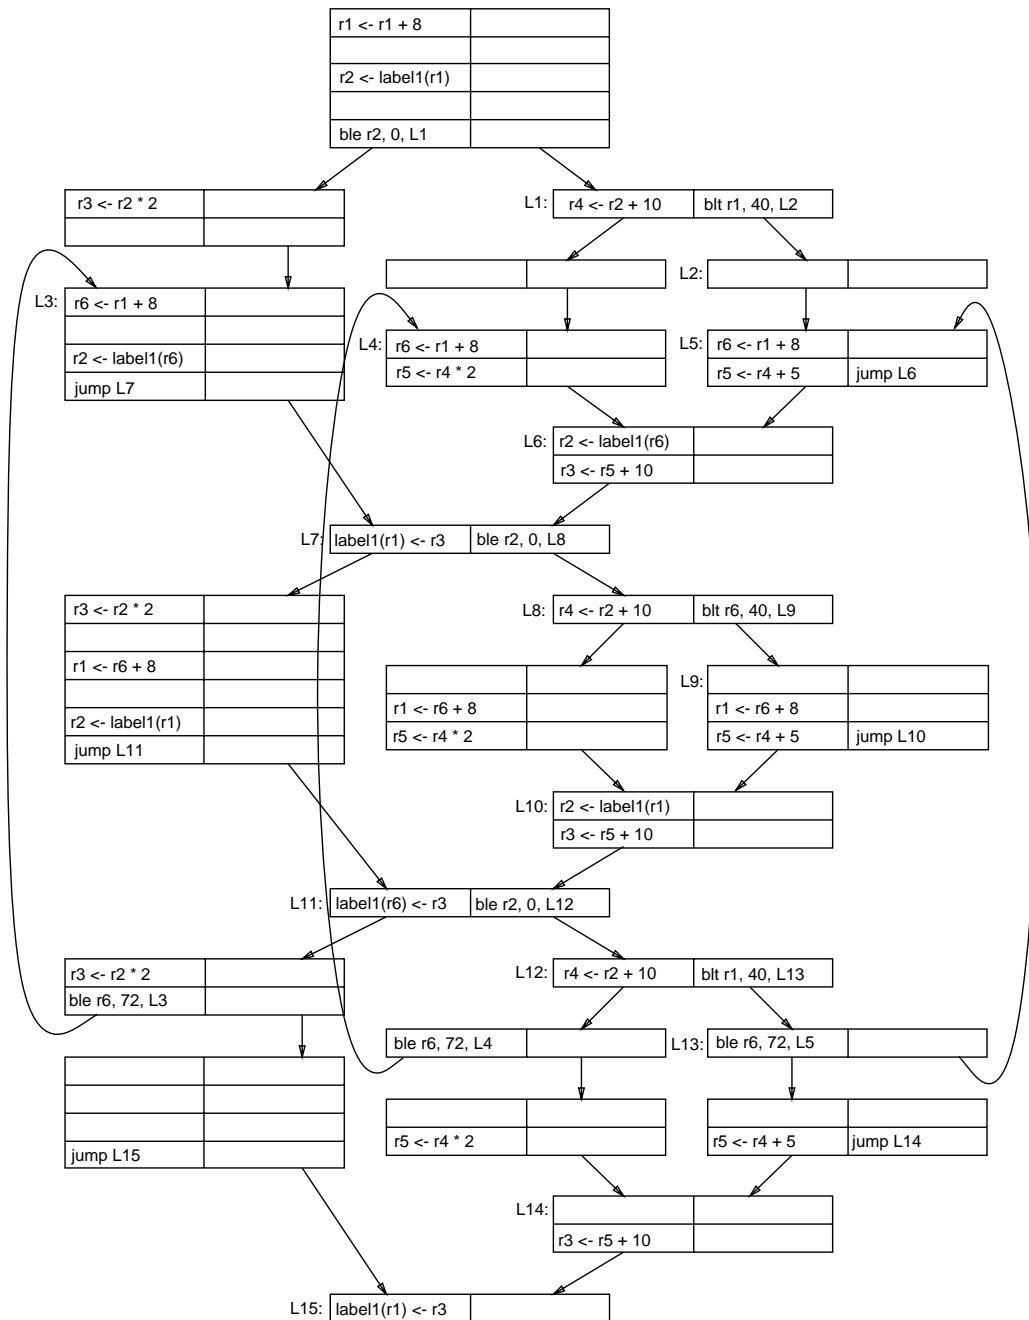 r1 <- r1 + 8
r2 <- label1(r1)
ble r2, 0, L1
r3 <- r2 * 2
L1: r4 <- r2 + 10 blt r1, 40, L2
L2:
L3: r6 <- r1 + 8
r2 <- label1(r6)
jump L7
L4: r6 <- r1 + 8
r5 <- r4 * 2
L5: r6 <- r1 + 8
r5 <- r4 + 5 jump L6
L6: r2 <- label1(r6)
r3 <- r5 + 10
L7: label1(r1) <- r3 ble r2, 0, L8
r3 <- r2 * 2
r1 <- r6 + 8
r2 <- label1(r1)
jump L11
L8: r4 <- r2 + 10 blt r6, 40, L9
r1 <- r6 + 8
r5 <- r4 * 2
L9:
r1 <- r6 + 8
r5 <- r4 + 5 jump L10
L10: r2 <- label1(r1)
r3 <- r5 + 10
L11: label1(r6) <- r3 ble r2, 0, L12
r3 <- r2 * 2
ble r6, 72, L3
L12: r4 <- r2 + 10 blt r1, 40, L13
ble r6, 72, L4
L13: ble r6, 72, L5
jump L15
r5 <- r4 * 2
r5 <- r4 + 5 jump L14
L14:
r3 <- r5 + 10
L15: label1(r1) <- r3